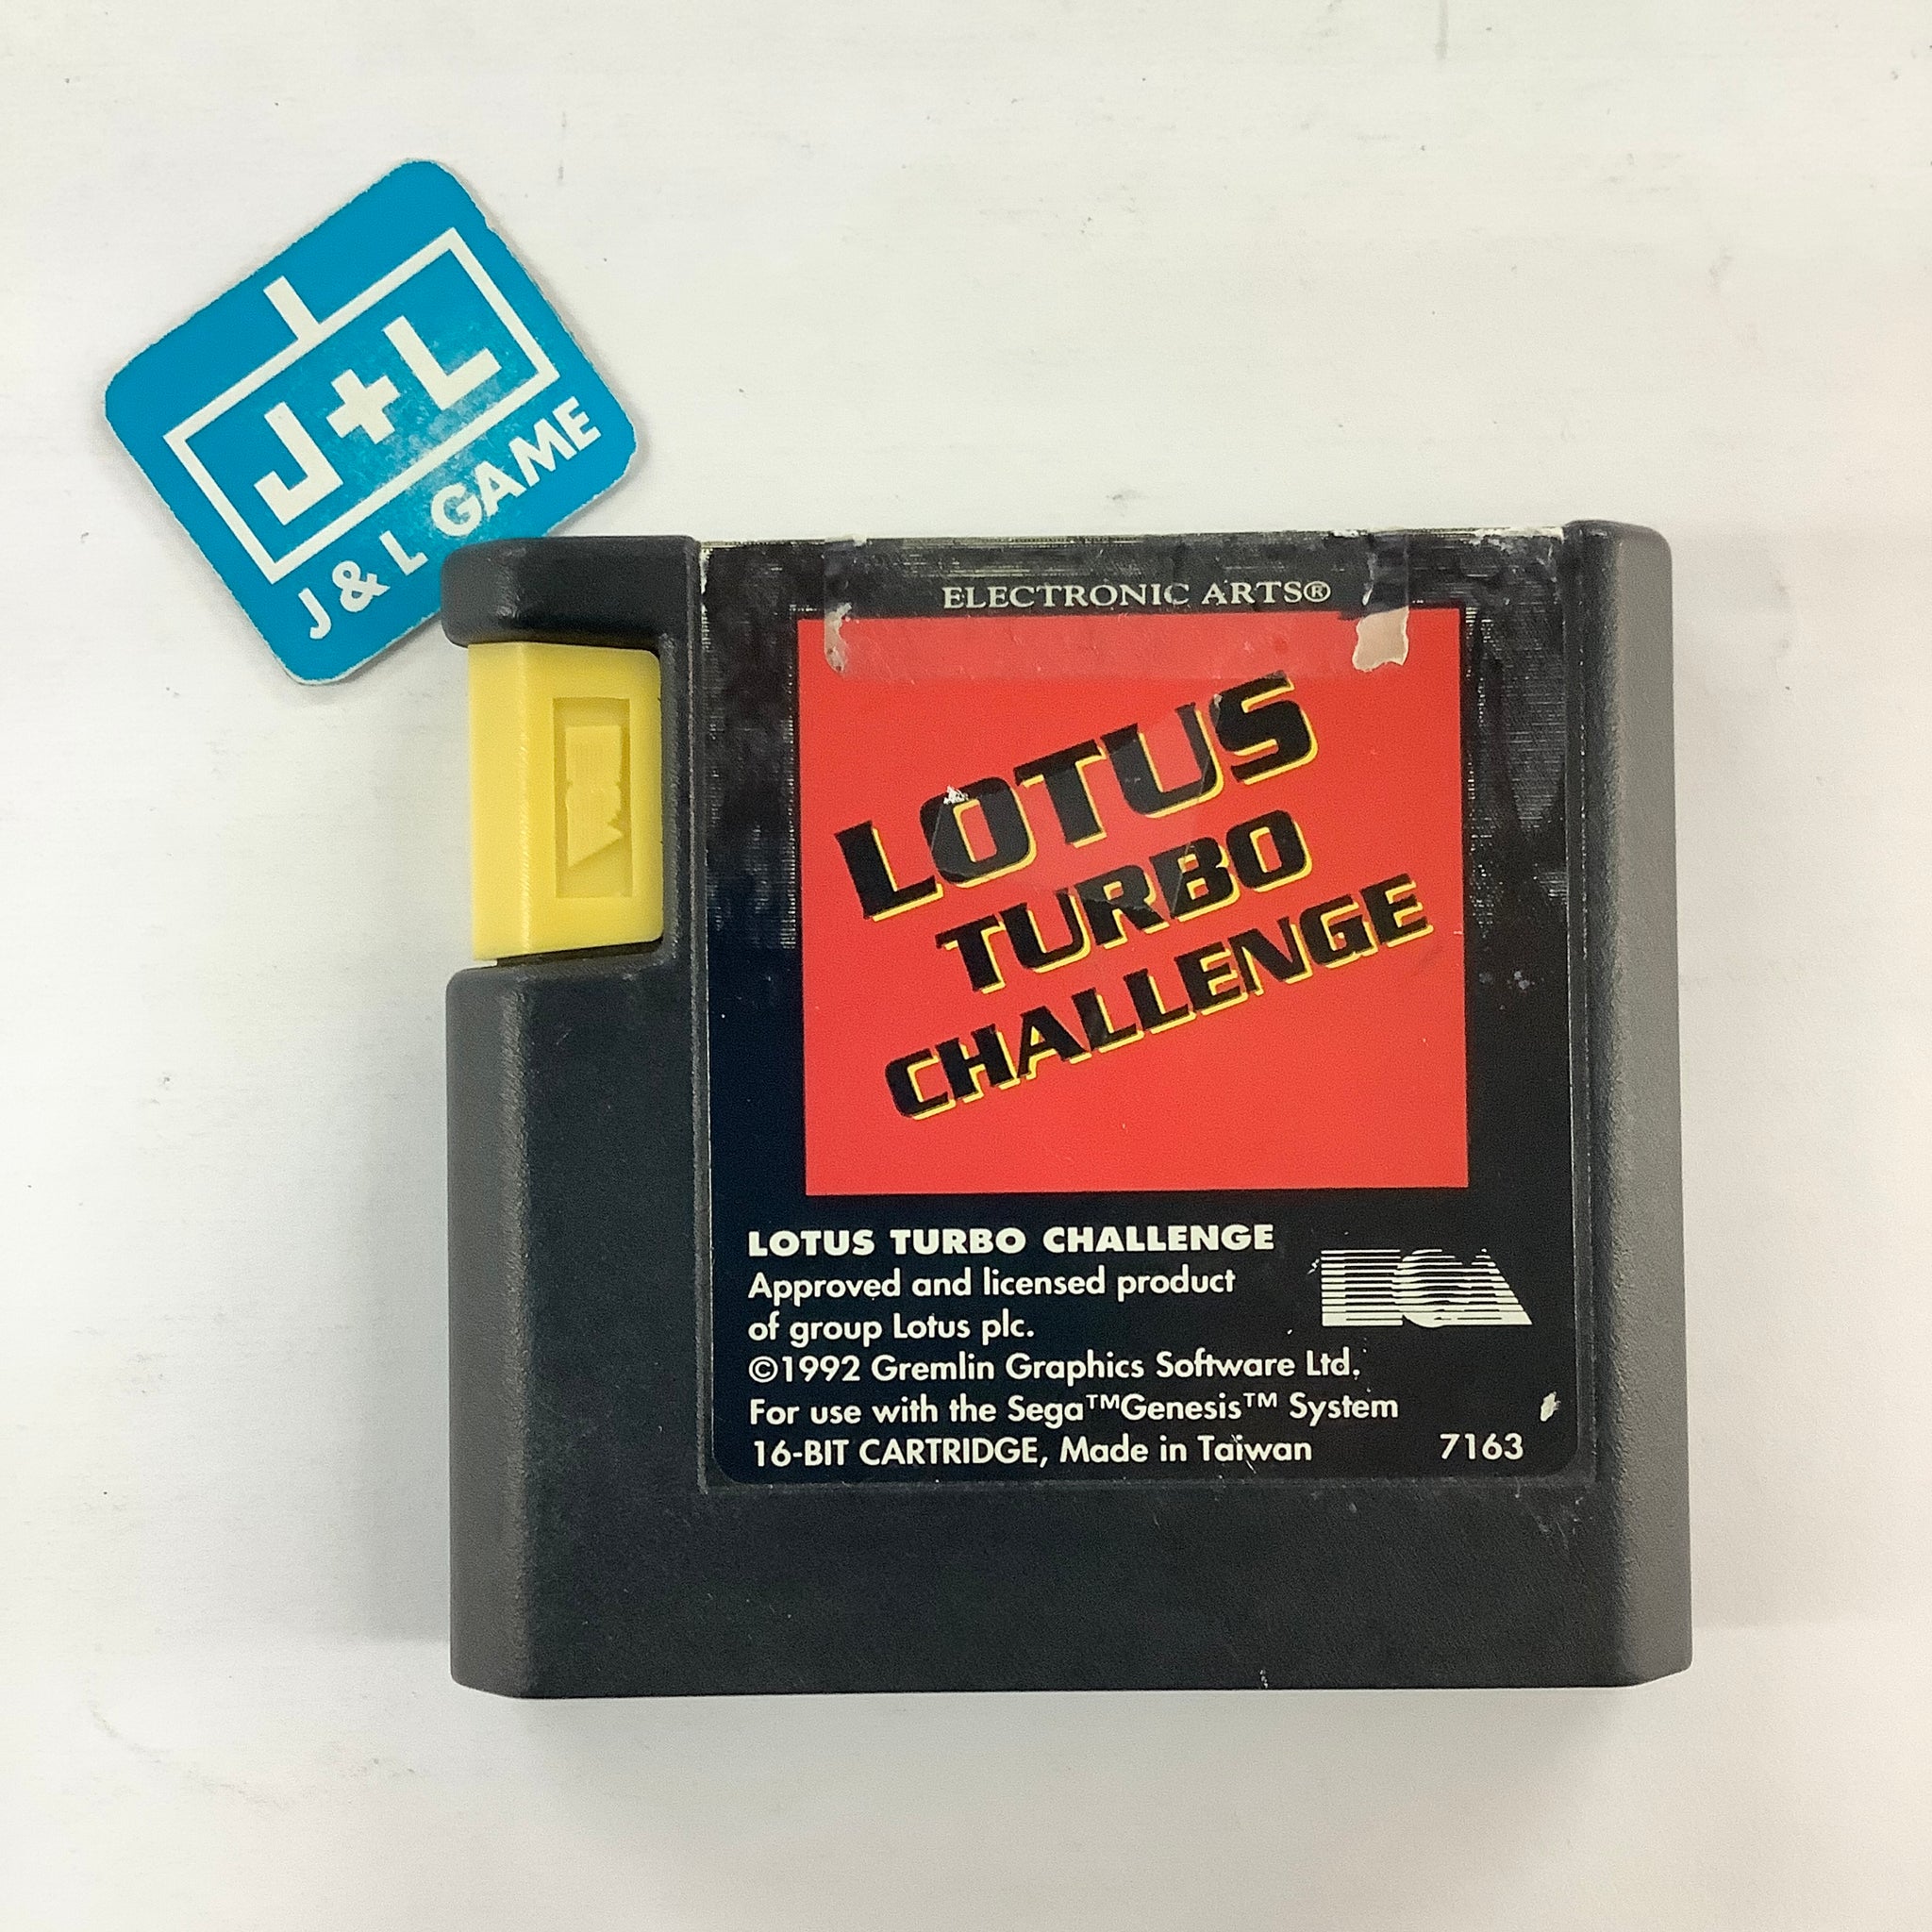 J+L
J & L GAME
ELECTRONIC ARTS®
LOTUS
TURBO
CHALLENGE
LOTUS TURBO CHALLENGE
Approved and licensed product
of group Lotus plc.
©1992 Gremlin Graphics Software Ltd.
For use with the Sega™Genesis™ System
16-BIT CARTRIDGE, Made in Taiwan
7163
EA